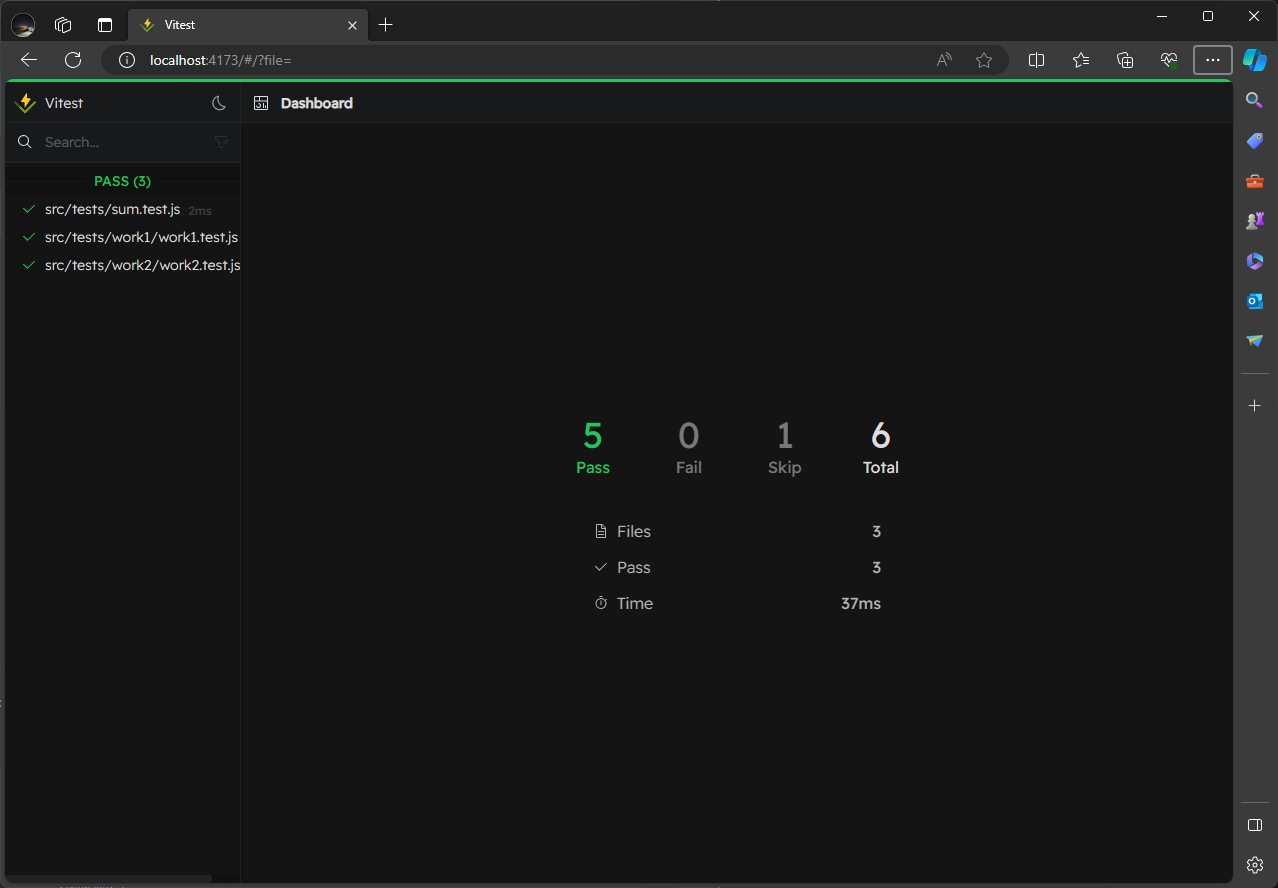 Vitest
localhost:4173/#/?file=
Vitest
Dashboard
Search...
PASS (3)
src/tests/sum.test.js 2ms
src/tests/work1/work1.test.js
src/tests/work2/work2.test.js
5 0 1 6
Pass Fail Skip Total
Files 3
Pass 3
Time 37ms